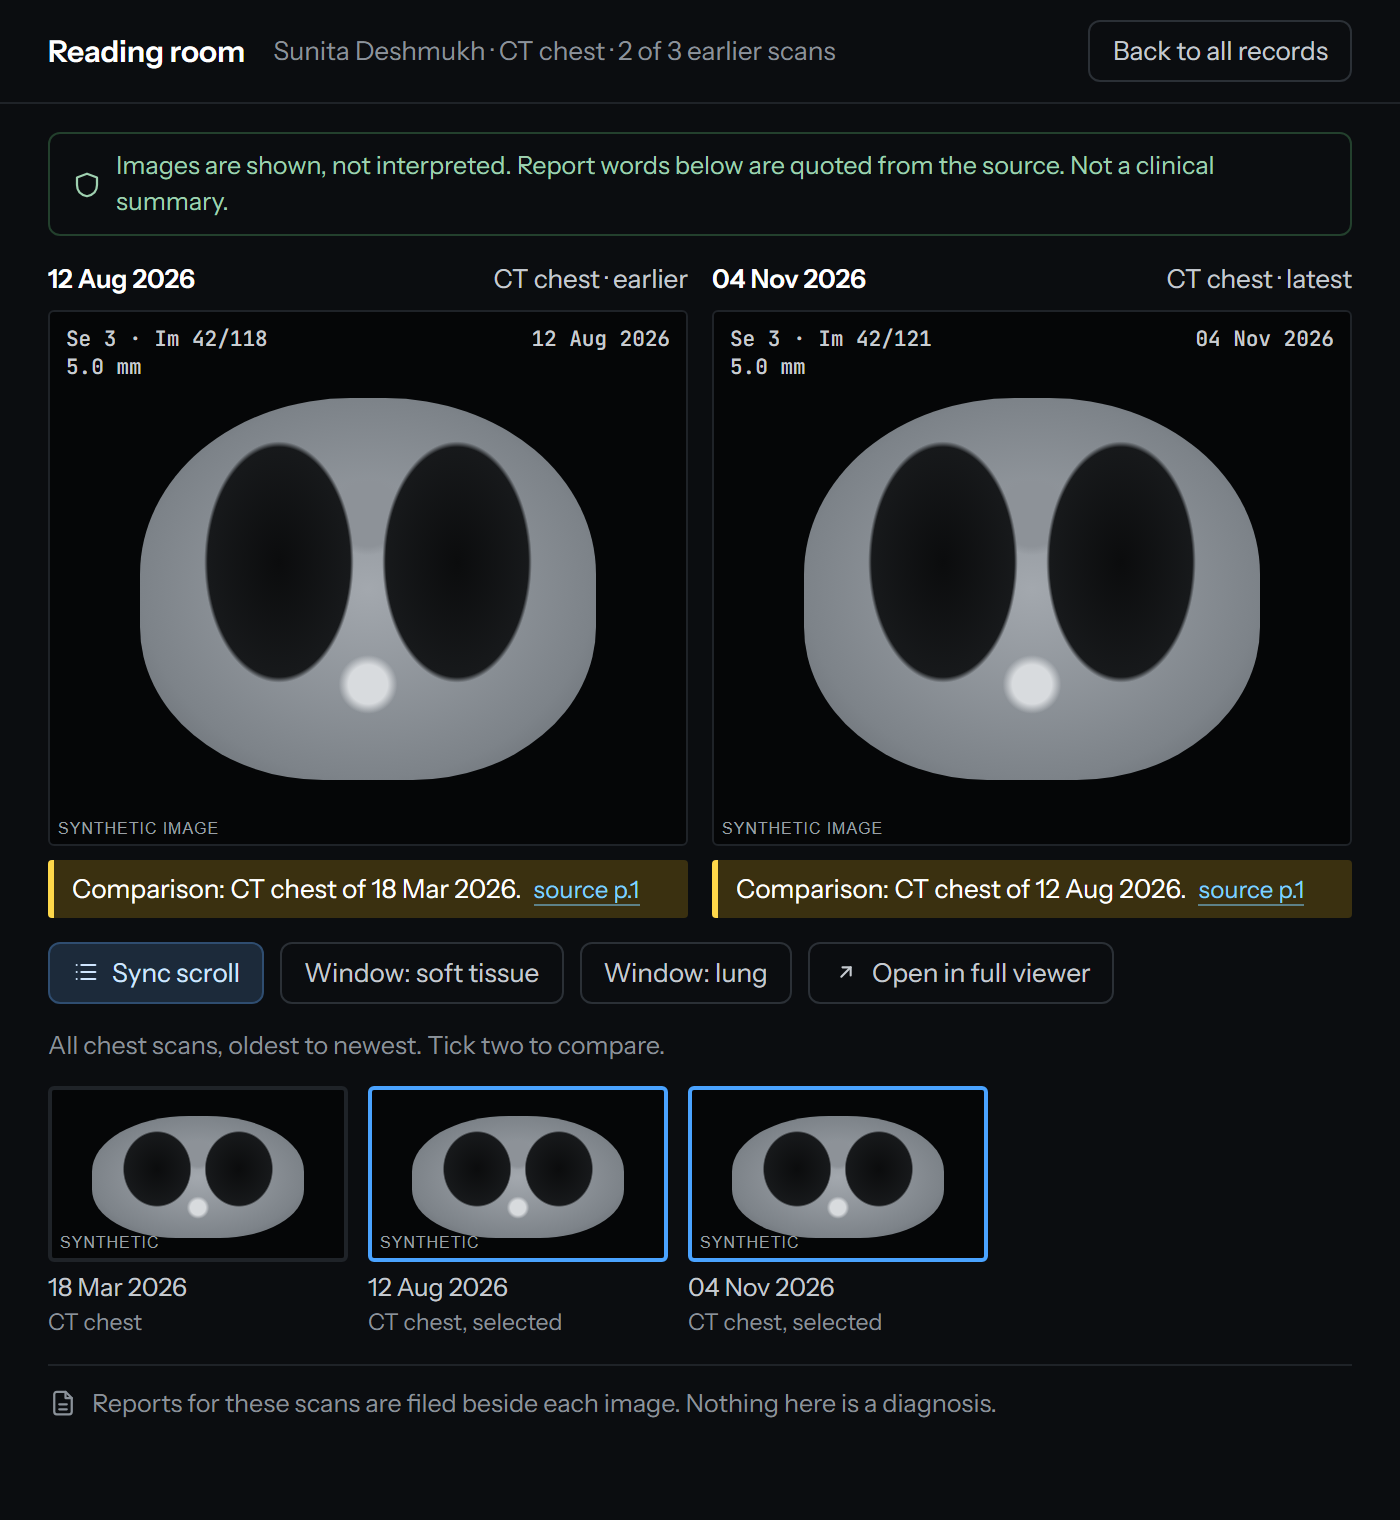 Reading room
Sunita Deshmukh · CT chest · 2 of 3 earlier scans
Back to all records
Images are shown, not interpreted. Report words below are quoted from the source. Not a clinical
summary.
12 Aug 2026
CT chest · earlier
04 Nov 2026
CT chest · latest
Se 3 · Im 42/118
12 Aug 2026
5.0 mm
SYNTHETIC IMAGE
Se 3 · Im 42/121
04 Nov 2026
5.0 mm
SYNTHETIC IMAGE
Comparison: CT chest of 18 Mar 2026. source p.1
Comparison: CT chest of 12 Aug 2026. source p.1
Sync scroll
Window: soft tissue
Window: lung
Open in full viewer
All chest scans, oldest to newest. Tick two to compare.
SYNTHETIC
18 Mar 2026
CT chest
SYNTHETIC
12 Aug 2026
CT chest, selected
SYNTHETIC
04 Nov 2026
CT chest, selected
Reports for these scans are filed beside each image. Nothing here is a diagnosis.